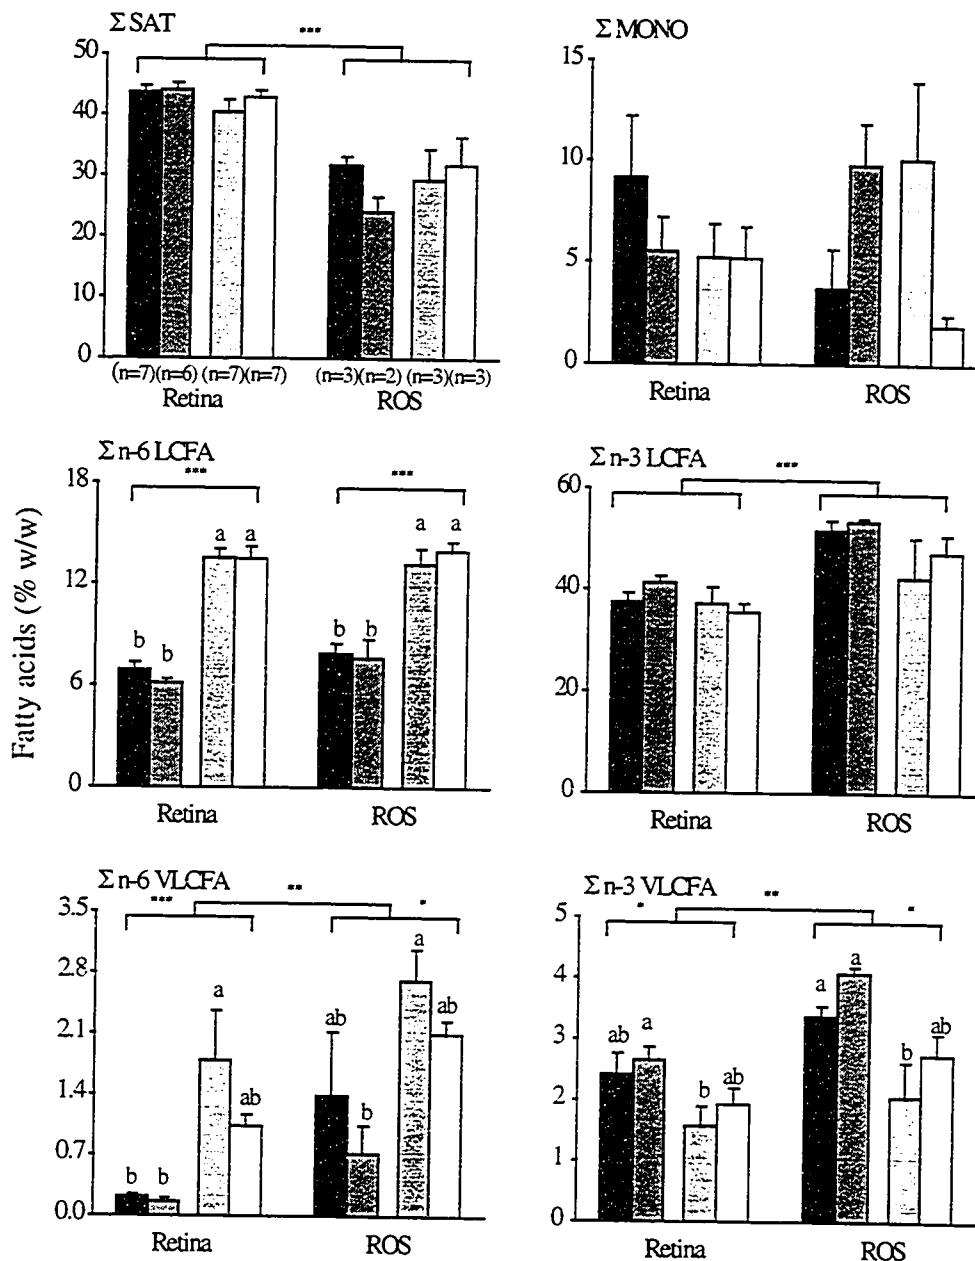 Fatty acids (% w/w)
Σ SAT
***
50
40
30
20
10
0
(n=7)(n=6) (n=7)(n=7) (n=3)(n=2) (n=3)(n=3)
Retina ROS
Σ MONO
15
10
5
0
Retina ROS
Σ n-6 LCFA
*** ***
18
12
6
0
b b a a b b a a
Retina ROS
Σ n-3 LCFA
***
60
40
20
0
Retina ROS
Σ n-6 VLCFA
*** ** *
3.5
2.8
2.1
1.4
0.7
0.0
b b a ab ab b a ab
Retina ROS
Σ n-3 VLCFA
* ** *
5
4
3
2
1
0
ab a b ab a a b ab
Retina ROS